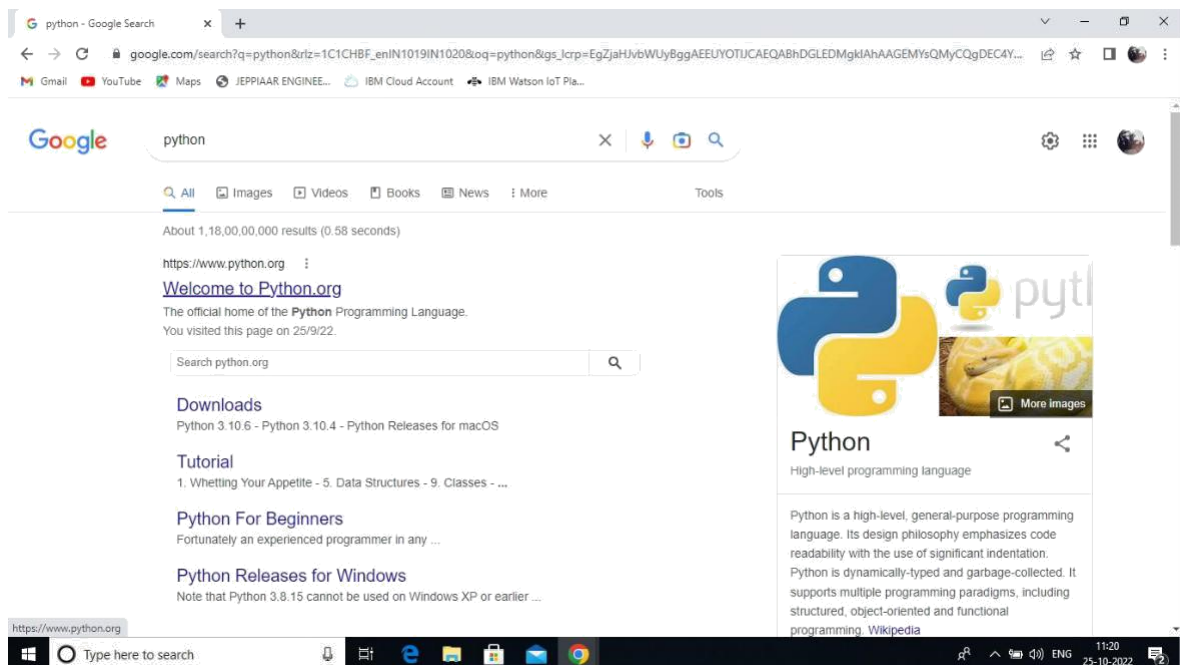 python - Google Search
google.com/search?q=python&rlz=1C1CHBF_enIN1019IN1020&oq=python&gs_lcrp=EgZjaHJvbWUyBggAEEUYOTIJCAEQABhDGLEDMgkIAhAAGEMYsQMyCQgDEC4Y...
Gmail YouTube Maps JEPPIAAR ENGINEE... IBM Cloud Account IBM Watson IoT Pla...
Google python
All Images Videos Books News More Tools
About 1,18,00,00,000 results (0.58 seconds)
https://www.python.org
Welcome to Python.org
The official home of the Python Programming Language.
You visited this page on 25/9/22.
Search python.org
Downloads
Python 3.10.6 - Python 3.10.4 - Python Releases for macOS
Tutorial
1. Whetting Your Appetite - 5. Data Structures - 9. Classes - ...
Python For Beginners
Fortunately an experienced programmer in any ...
Python Releases for Windows
Note that Python 3.8.15 cannot be used on Windows XP or earlier ...
pyth
More images
Python
High-level programming language
Python is a high-level, general-purpose programming
language. Its design philosophy emphasizes code
readability with the use of significant indentation.
Python is dynamically-typed and garbage-collected. It
supports multiple programming paradigms, including
structured, object-oriented and functional
programming. Wikipedia
https://www.python.org
Type here to search
ENG
11:20
25-10-2022
2